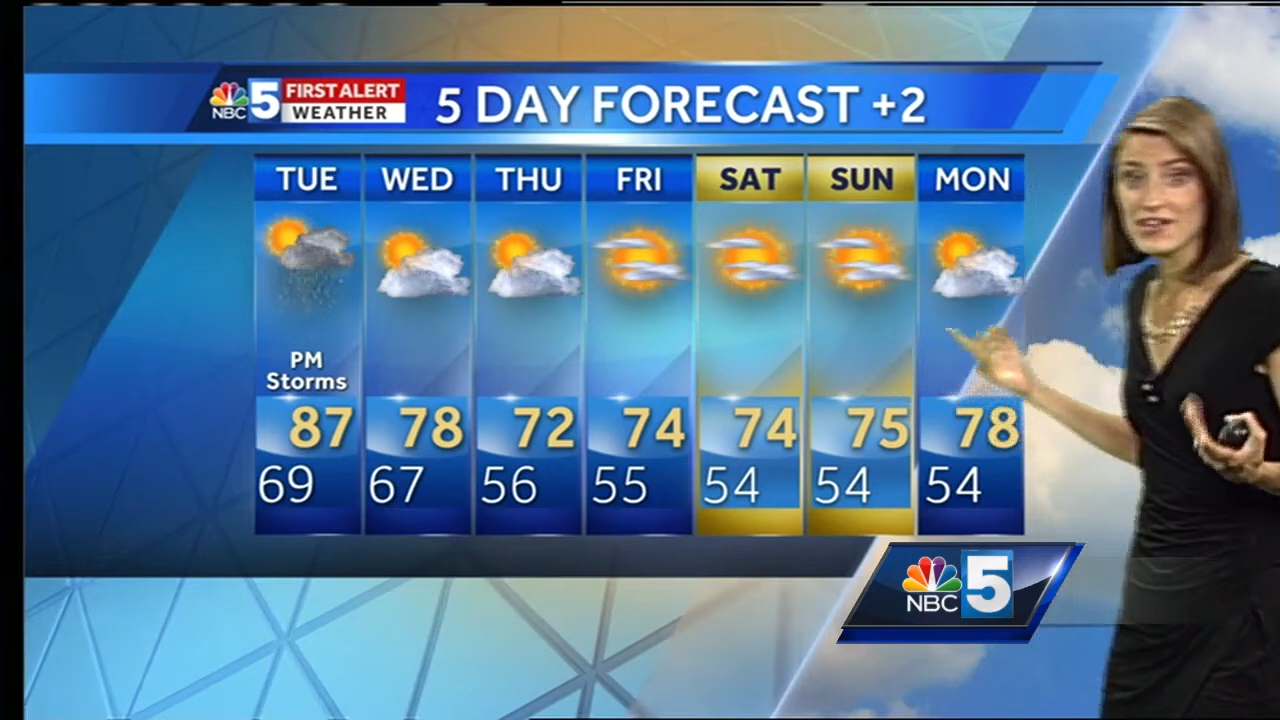 NBC 5 FIRST ALERT
WEATHER
5 DAY FORECAST +2
TUE WED THU FRI SAT SUN MON
PM
Storms
87 78 72 74 74 75 78
69 67 56 55 54 54 54
NBC 5